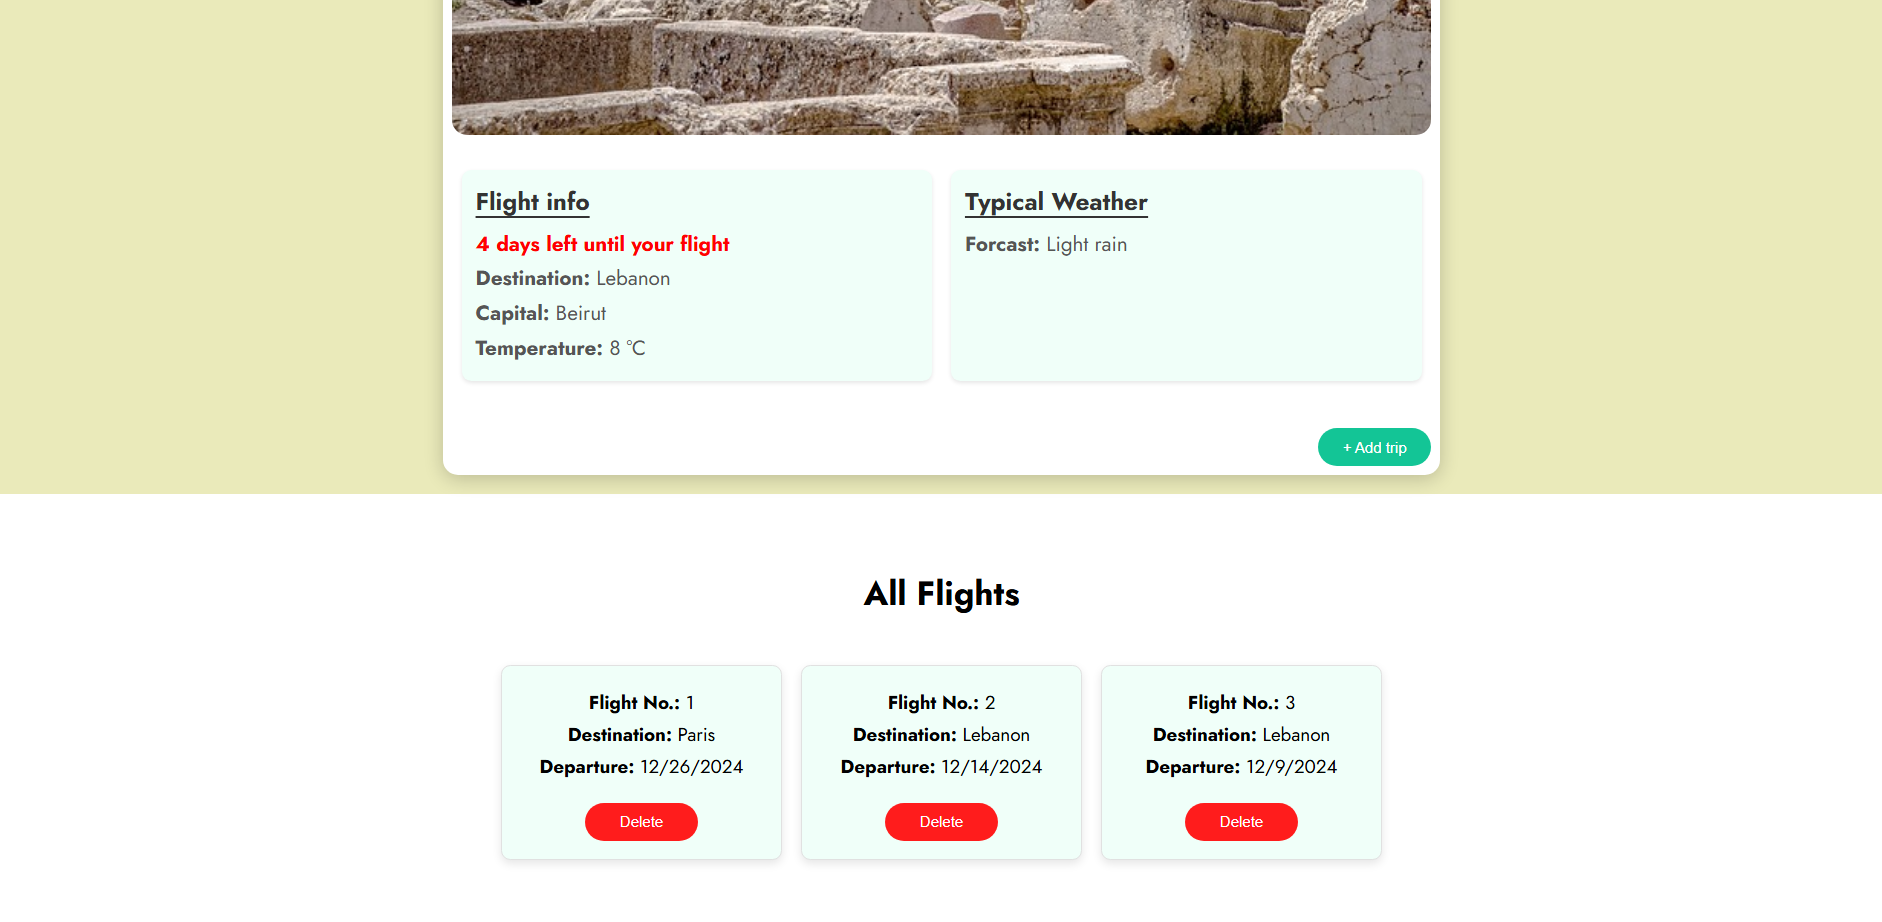 Flight info
4 days left until your flight
Destination: Lebanon
Capital: Beirut
Temperature: 8 °C
Typical Weather
Forcast: Light rain
+ Add trip
All Flights
Flight No.: 1
Destination: Paris
Departure: 12/26/2024
Delete
Flight No.: 2
Destination: Lebanon
Departure: 12/14/2024
Delete
Flight No.: 3
Destination: Lebanon
Departure: 12/9/2024
Delete